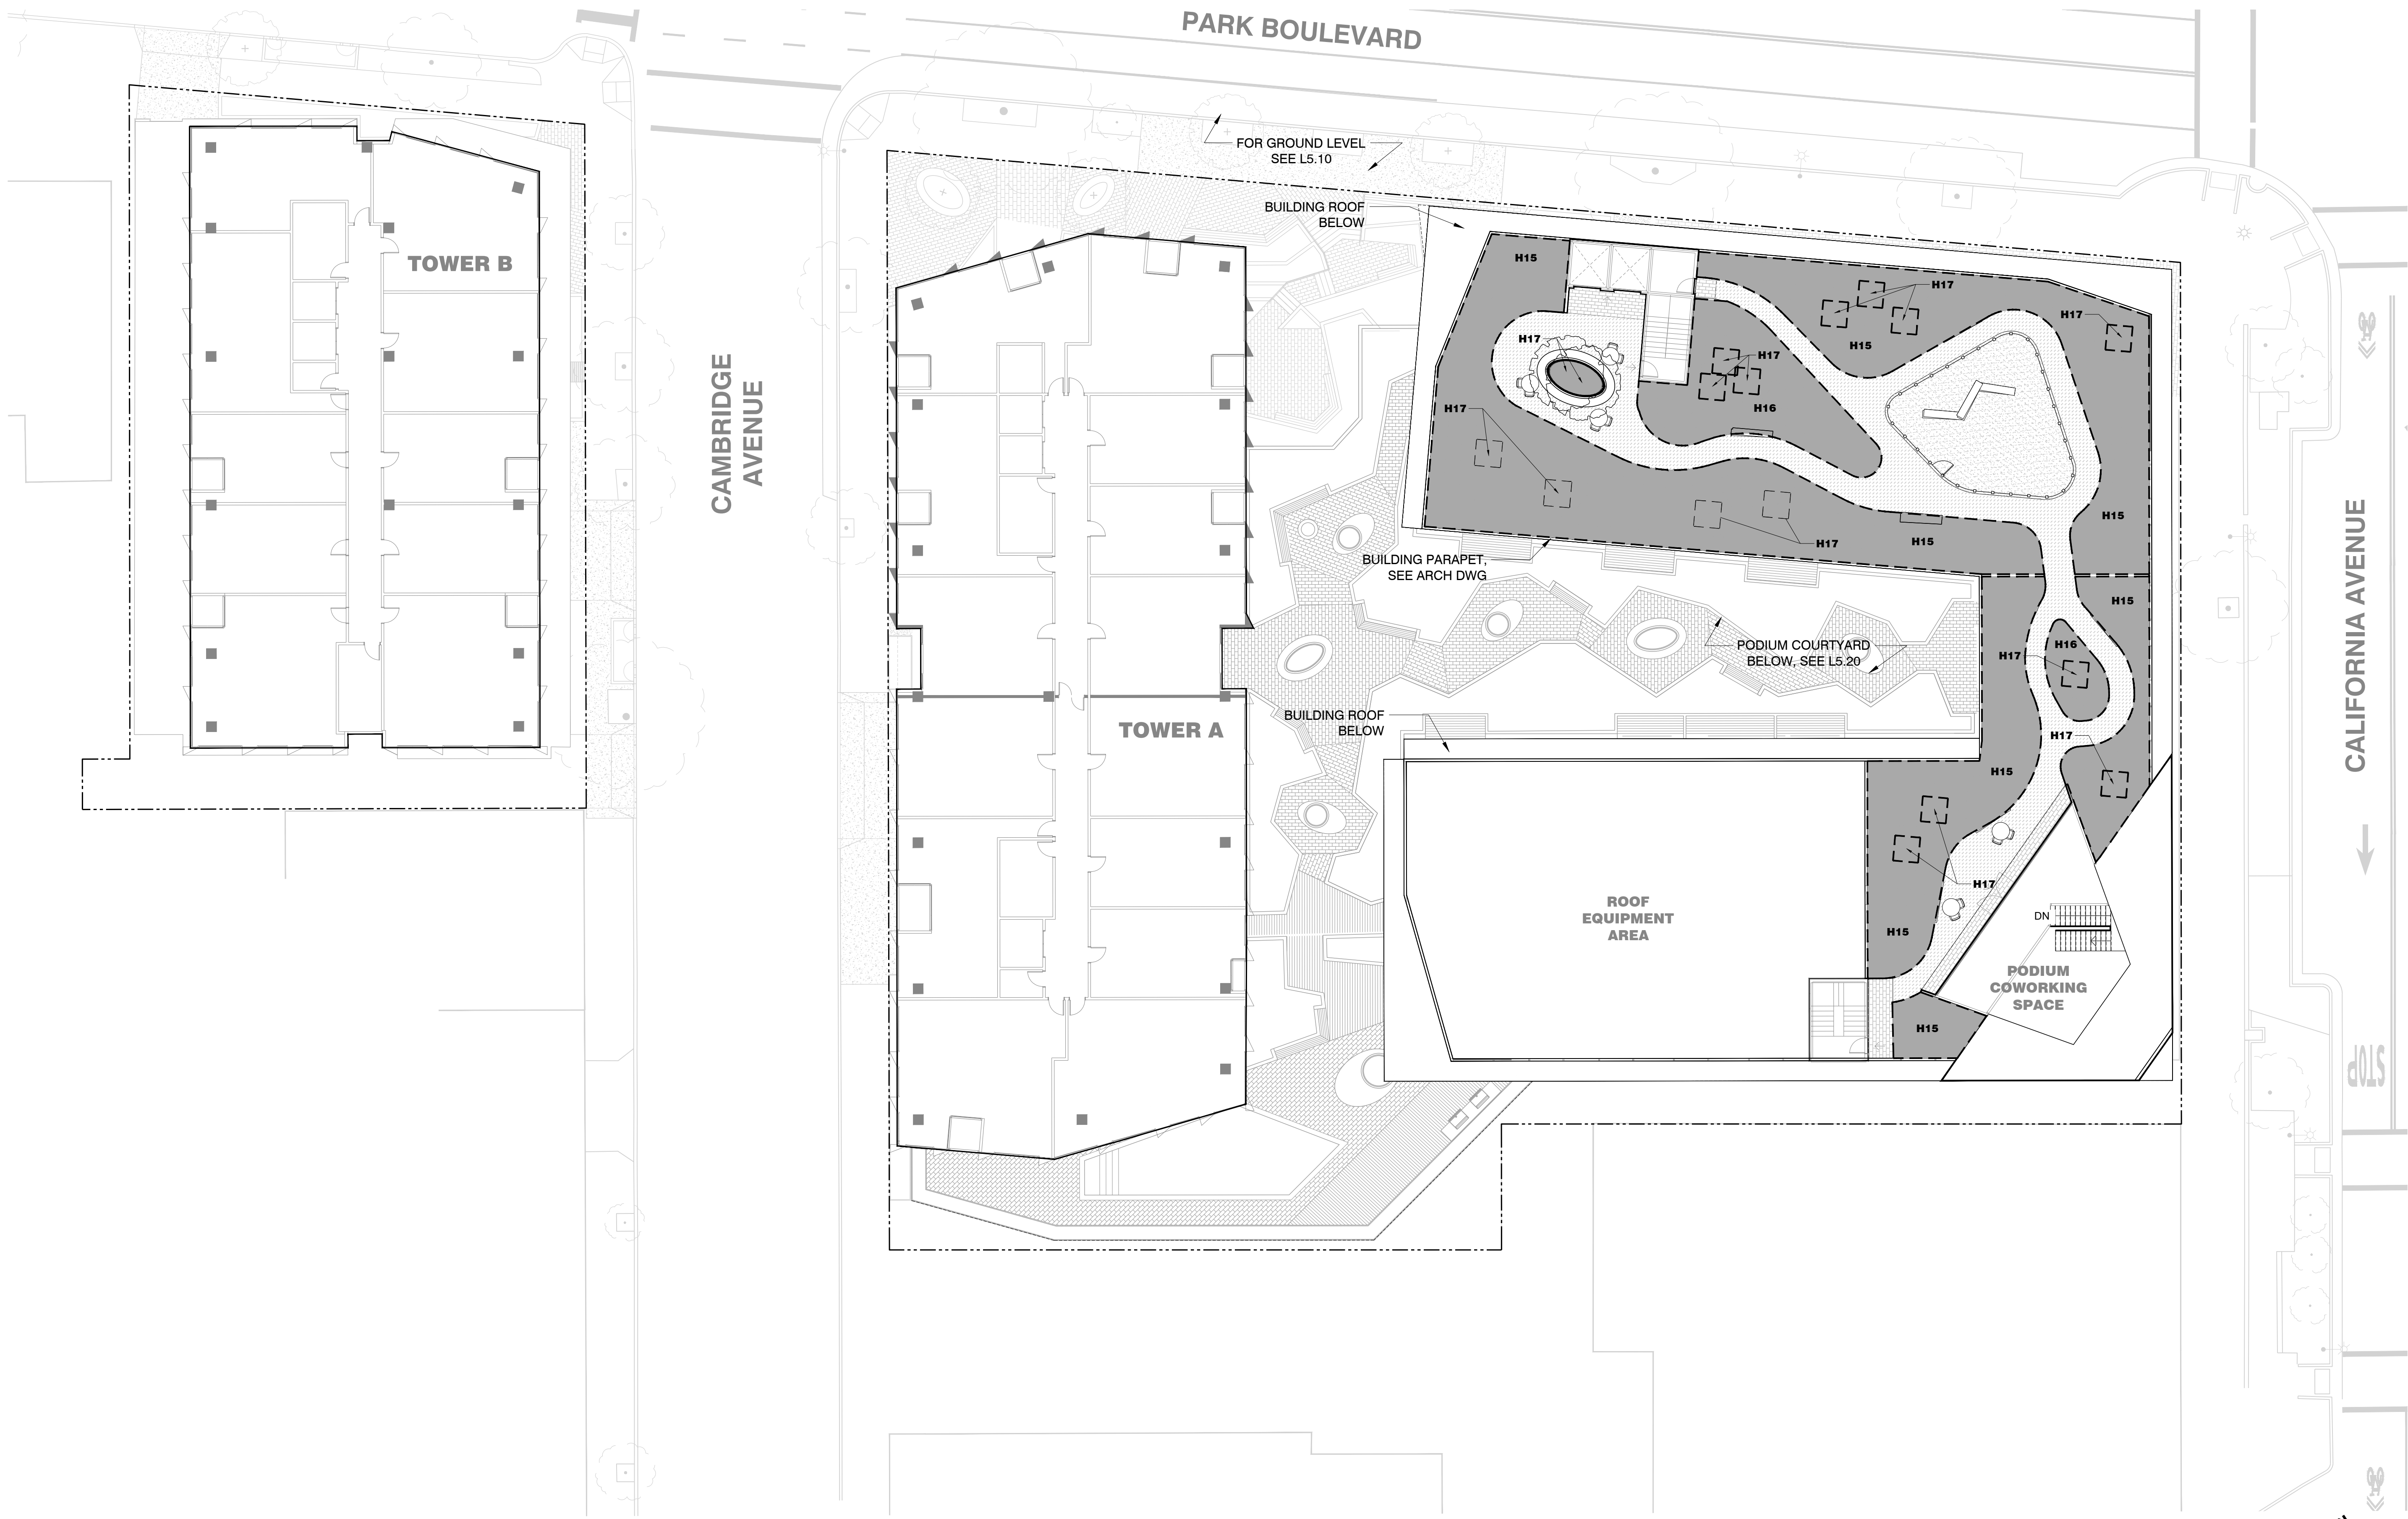 PARK BOULEVARD
FOR GROUND LEVEL
SEE L5.10
BUILDING ROOF
BELOW
TOWER B
CAMBRIDGE
AVENUE
H15
H17
H17
H17
H15
H17
H17
H16
H17
H15
H15
H17
BUILDING PARAPET,
SEE ARCH DWG
H15
PODIUM COURTYARD
BELOW, SEE L5.20
H16
H17
BUILDING ROOF
BELOW
TOWER A
H17
H15
H17
H15
ROOF
EQUIPMENT
AREA
DN
PODIUM
COWORKING
SPACE
H15
CALIFORNIA AVENUE
STOP